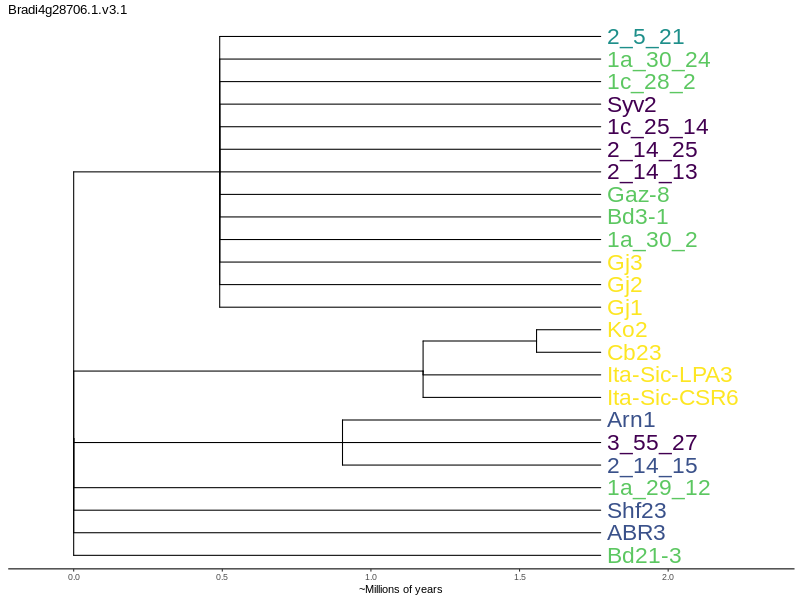 Bradi4g28706.1.v3.1
2_5_21
1a_30_24
1c_28_2
Syv2
1c_25_14
2_14_25
2_14_13
Gaz-8
Bd3-1
1a_30_2
Gj3
Gj2
Gj1
Ko2
Cb23
Ita-Sic-LPA3
Ita-Sic-CSR6
Arn1
3_55_27
2_14_15
1a_29_12
Shf23
ABR3
Bd21-3
0.0 0.5 1.0 1.5 2.0
~Millions of years